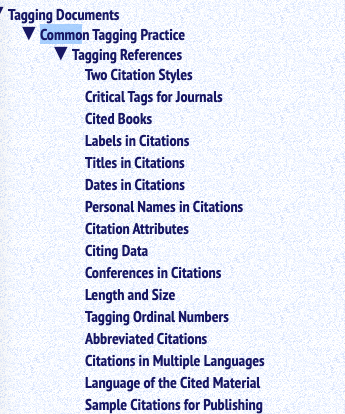 Tagging Documents
Common Tagging Practice
Tagging References
Two Citation Styles
Critical Tags for Journals
Cited Books
Labels in Citations
Titles in Citations
Dates in Citations
Personal Names in Citations
Citation Attributes
Citing Data
Conferences in Citations
Length and Size
Tagging Ordinal Numbers
Abbreviated Citations
Citations in Multiple Languages
Language of the Cited Material
Sample Citations for Publishing